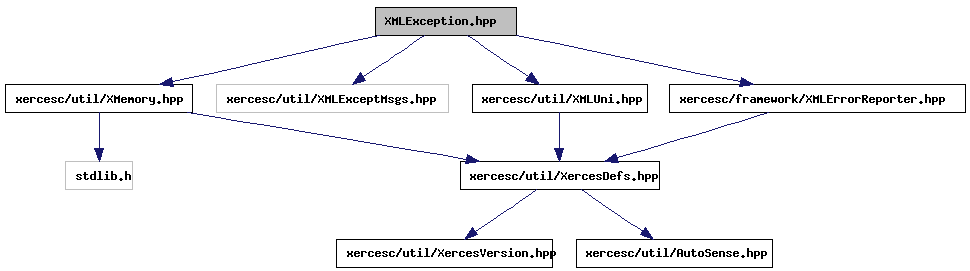 XMLException.hpp
xercesc/util/XMemory.hpp
xercesc/util/XMLExceptMsgs.hpp
xercesc/util/XMLUni.hpp
xercesc/framework/XMLErrorReporter.hpp
stdlib.h
xercesc/util/XercesDefs.hpp
xercesc/util/XercesVersion.hpp
xercesc/util/AutoSense.hpp